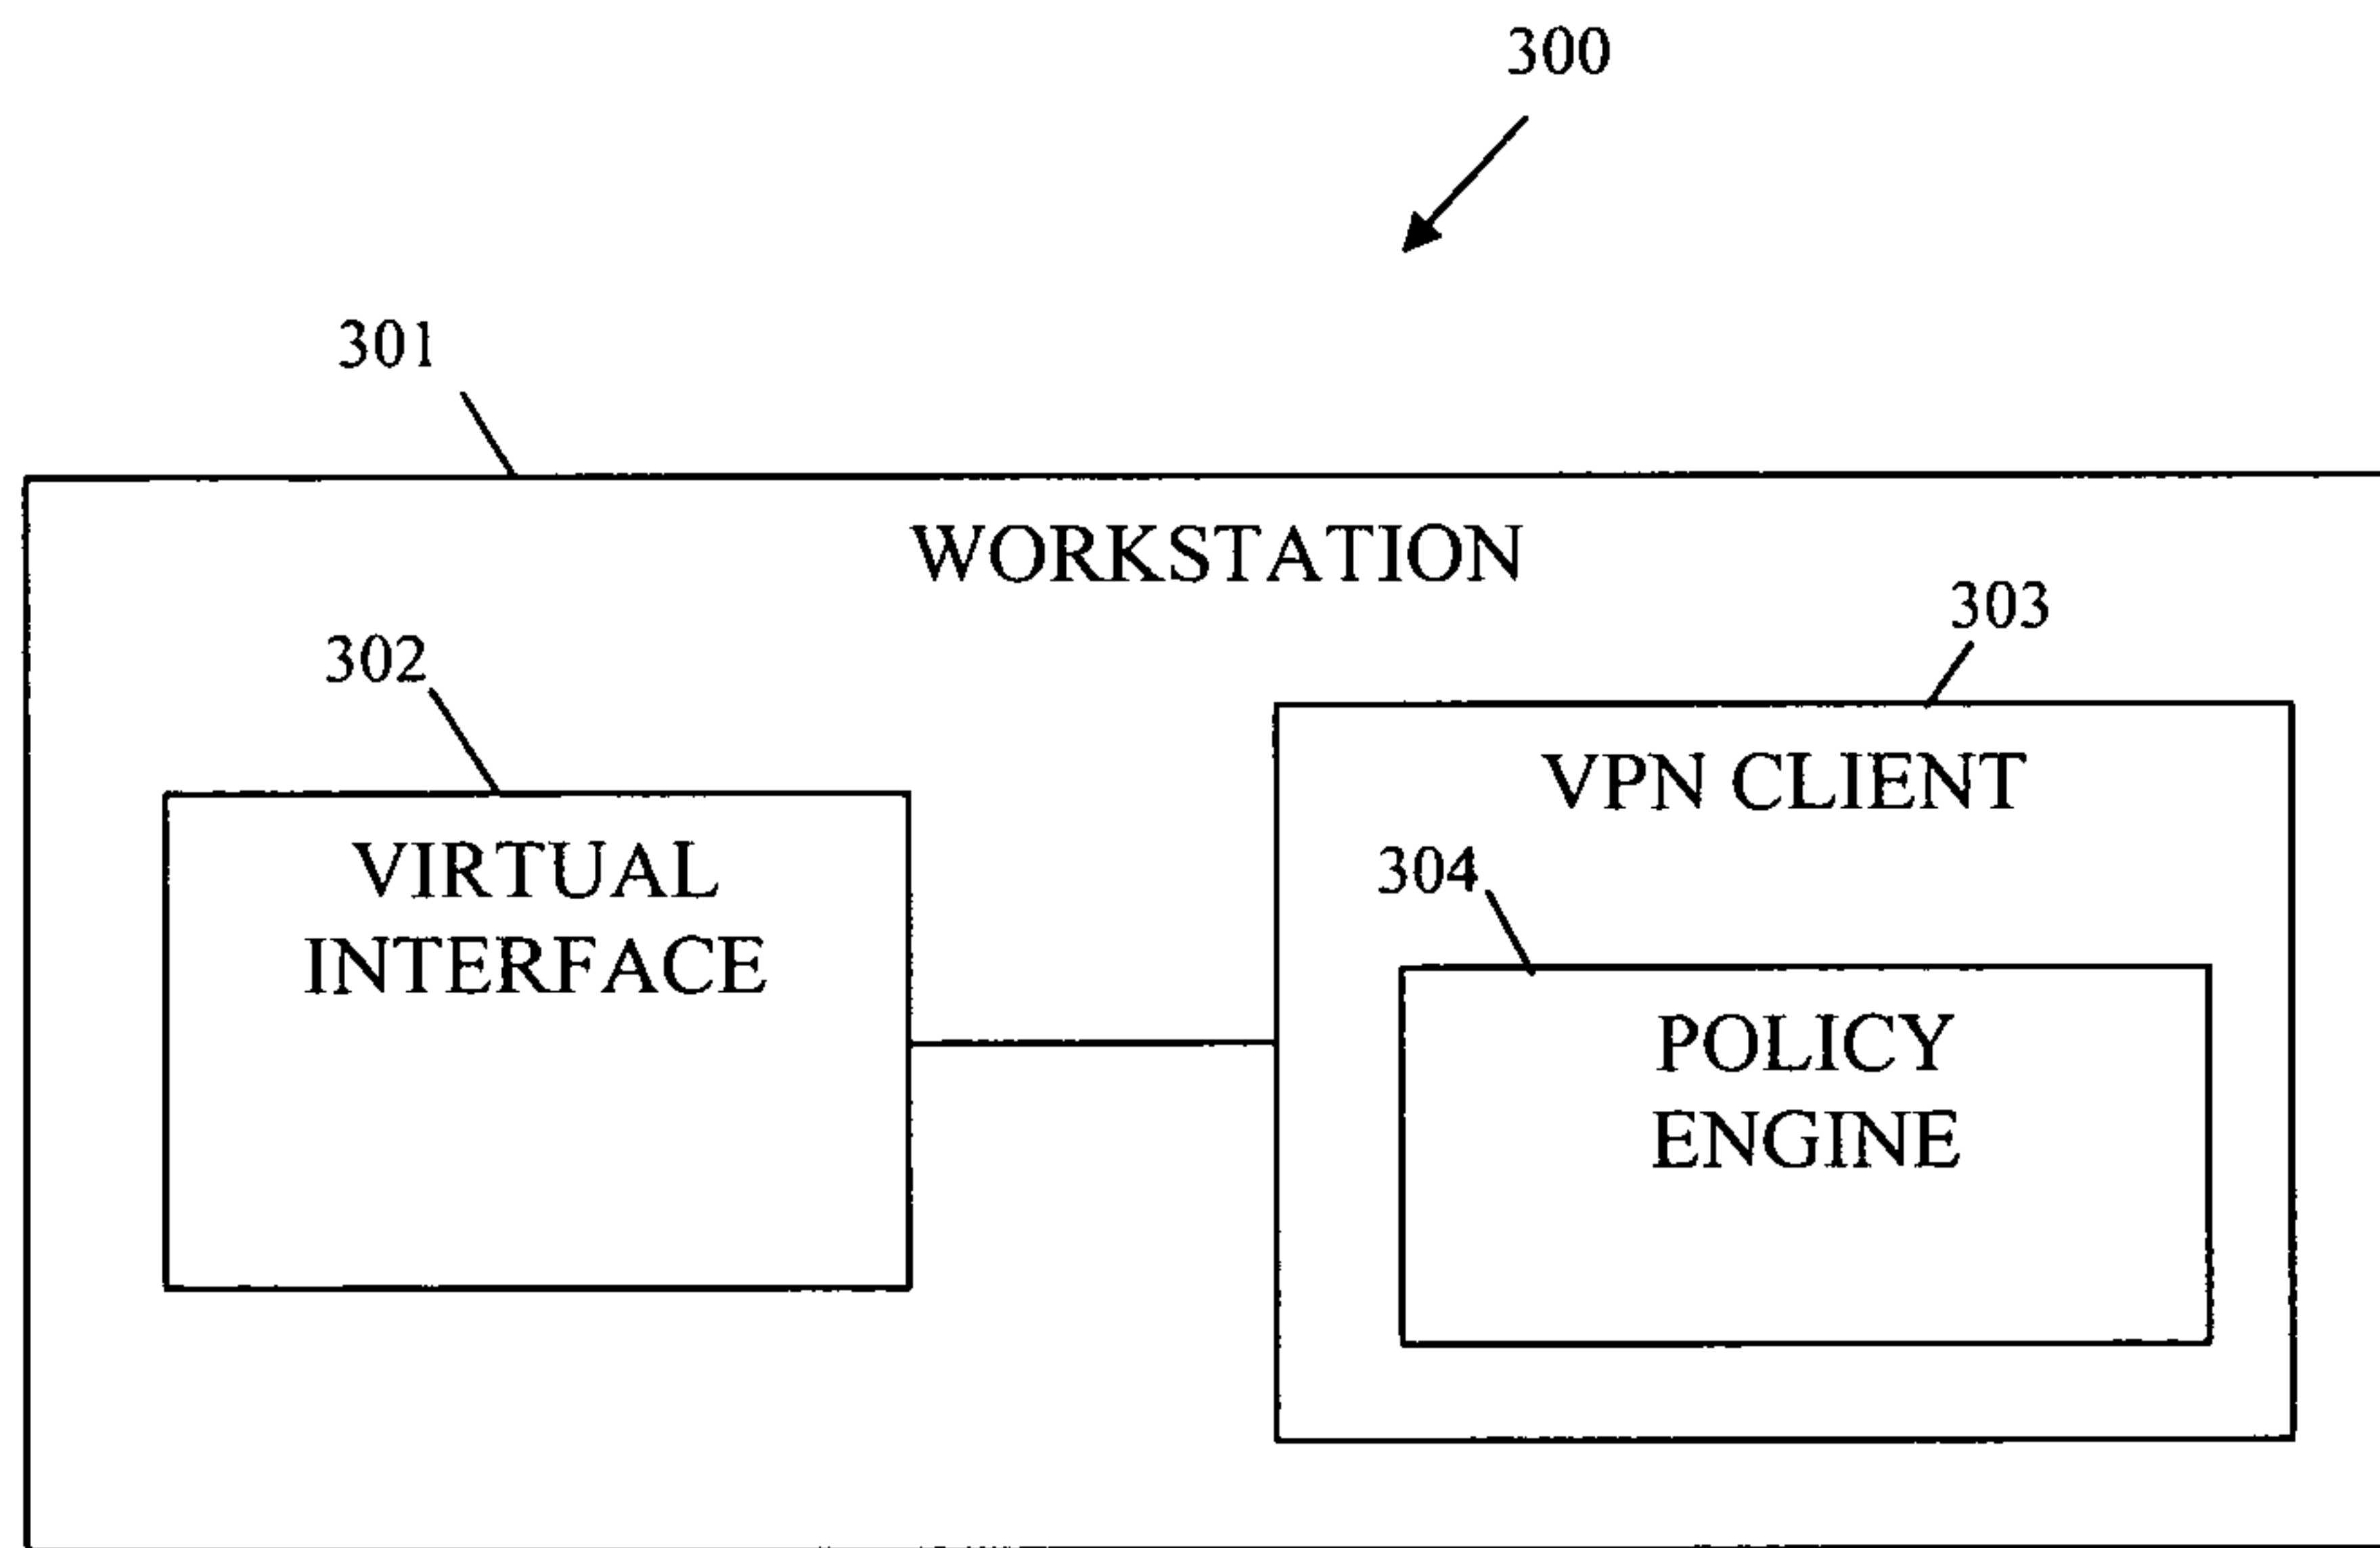 300
301
WORKSTATION
303
302
VPN CLIENT
VIRTUAL
INTERFACE
304
POLICY
ENGINE